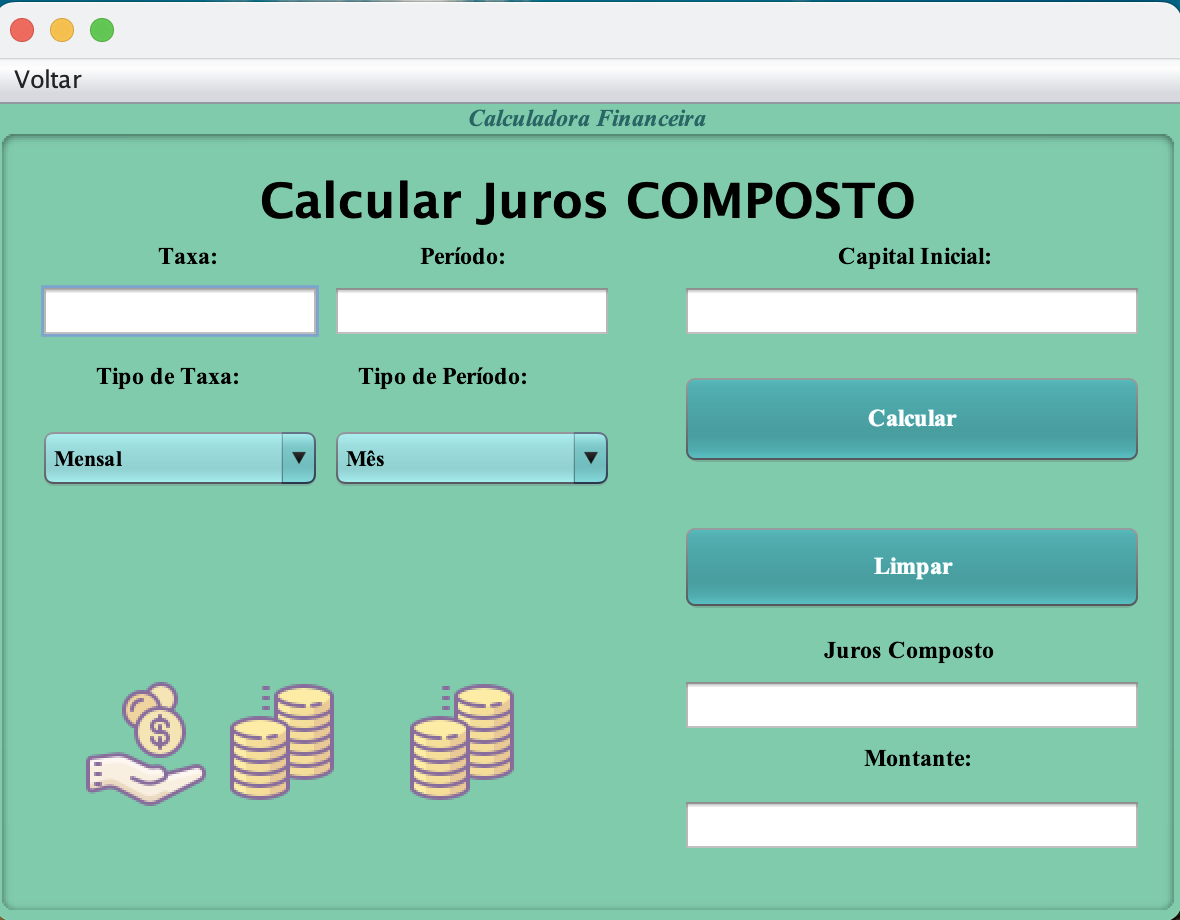 Voltar
Calculadora Financeira
Calcular Juros COMPOSTO
Taxa:
Período:
Capital Inicial:
Tipo de Taxa:
Tipo de Período:
Calcular
Mensal
Mês
Limpar
Juros Composto
$
Montante: